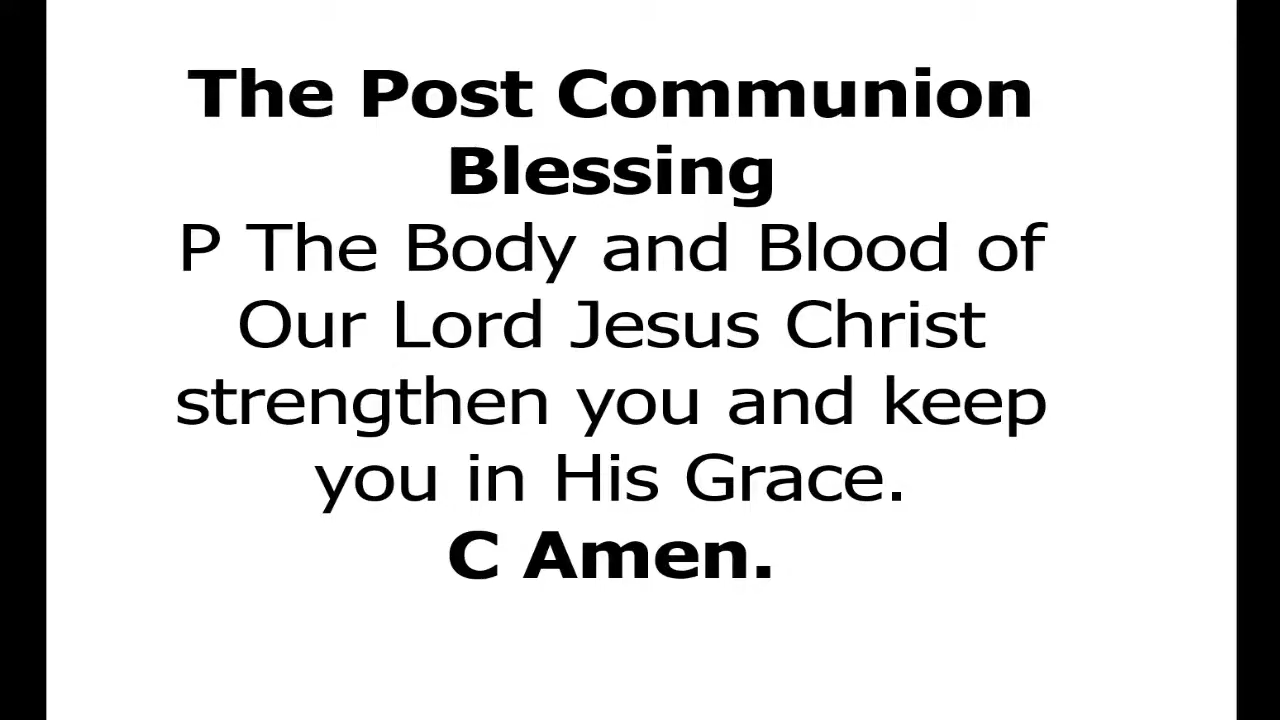 The Post Communion
Blessing
P The Body and Blood of
Our Lord Jesus Christ
strengthen you and keep
you in His Grace.
C Amen.